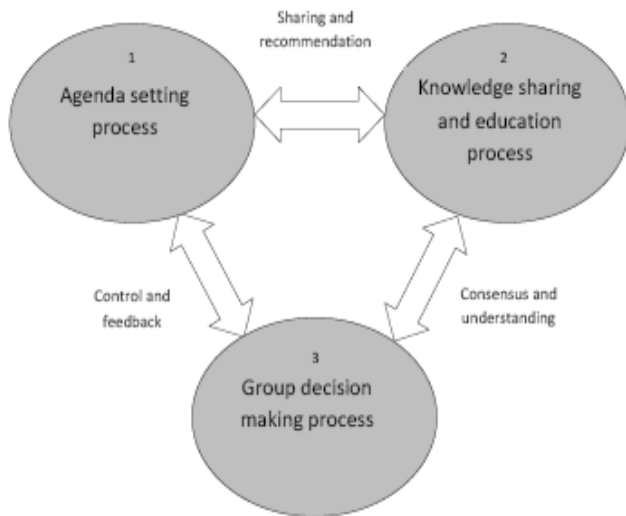 Sharing and
recommendation
1
Agenda setting
process
2
Knowledge sharing
and education
process
Control and
feedback
Consensus and
understanding
3
Group decision
making process